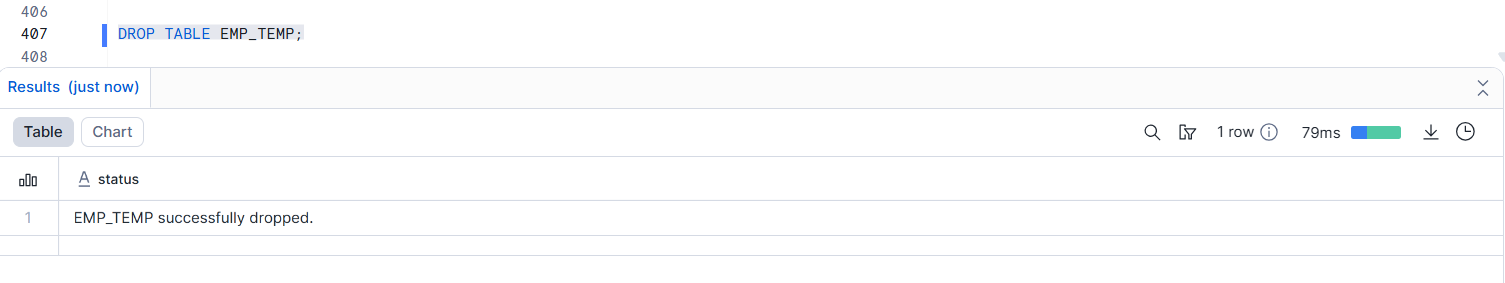 406
407 DROP TABLE EMP_TEMP;
408
Results (just now)
Table Chart 1 row 79ms
A status
1 EMP_TEMP successfully dropped.